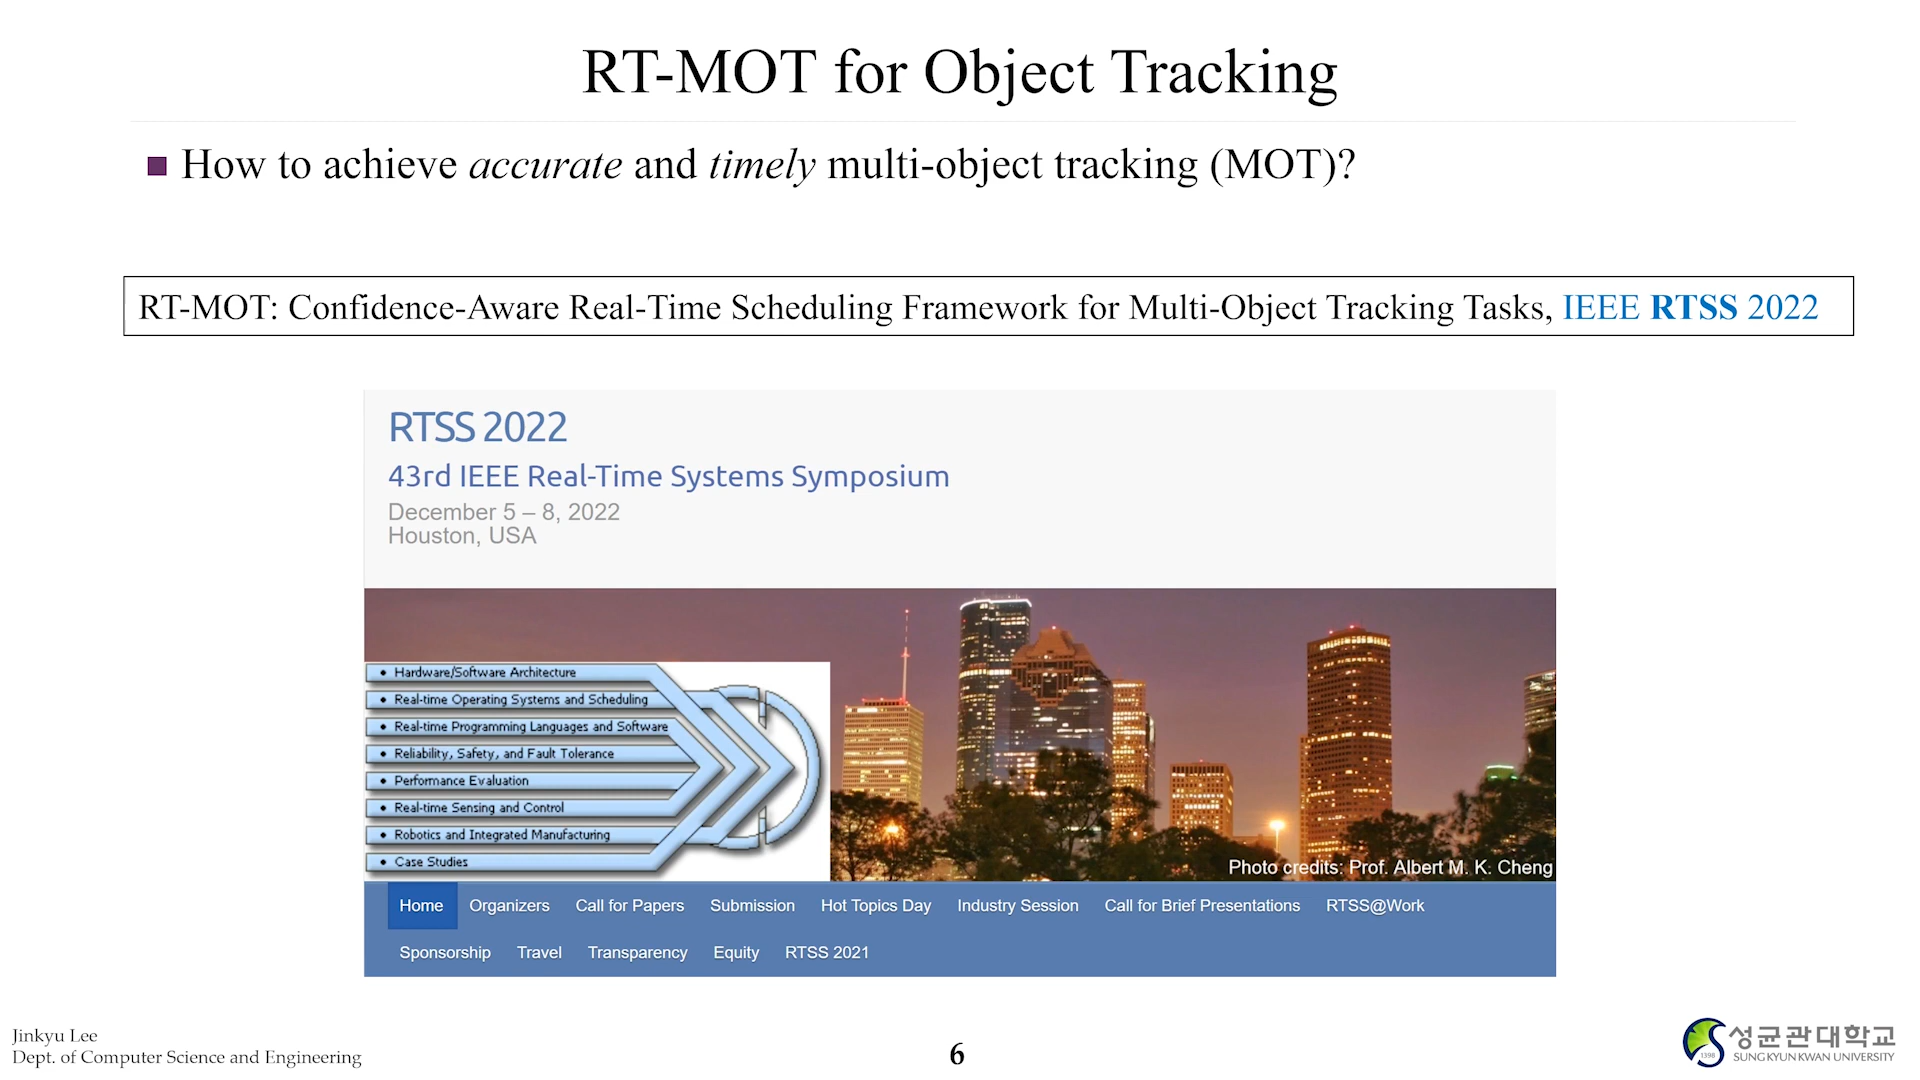 RT-MOT for Object Tracking
How to achieve accurate and timely multi-object tracking (MOT)?
RT-MOT: Confidence-Aware Real-Time Scheduling Framework for Multi-Object Tracking Tasks, IEEE RTSS 2022
RTSS 2022
43rd IEEE Real-Time Systems Symposium
December 5 – 8, 2022
Houston, USA
• Hardware/Software Architecture
• Real-time Operating Systems and Scheduling
• Real-time Programming Languages and Software
• Reliability, Safety, and Fault Tolerance
• Performance Evaluation
• Real-time Sensing and Control
• Robotics and Integrated Manufacturing
• Case Studies
Photo credits: Prof. Albert M. K. Cheng
Home Organizers Call for Papers Submission Hot Topics Day Industry Session Call for Brief Presentations RTSS@Work
Sponsorship Travel Transparency Equity RTSS 2021
Jinkyu Lee
Dept. of Computer Science and Engineering
6
1398
성균관대학교
SUNG KYUN KWAN UNIVERSITY